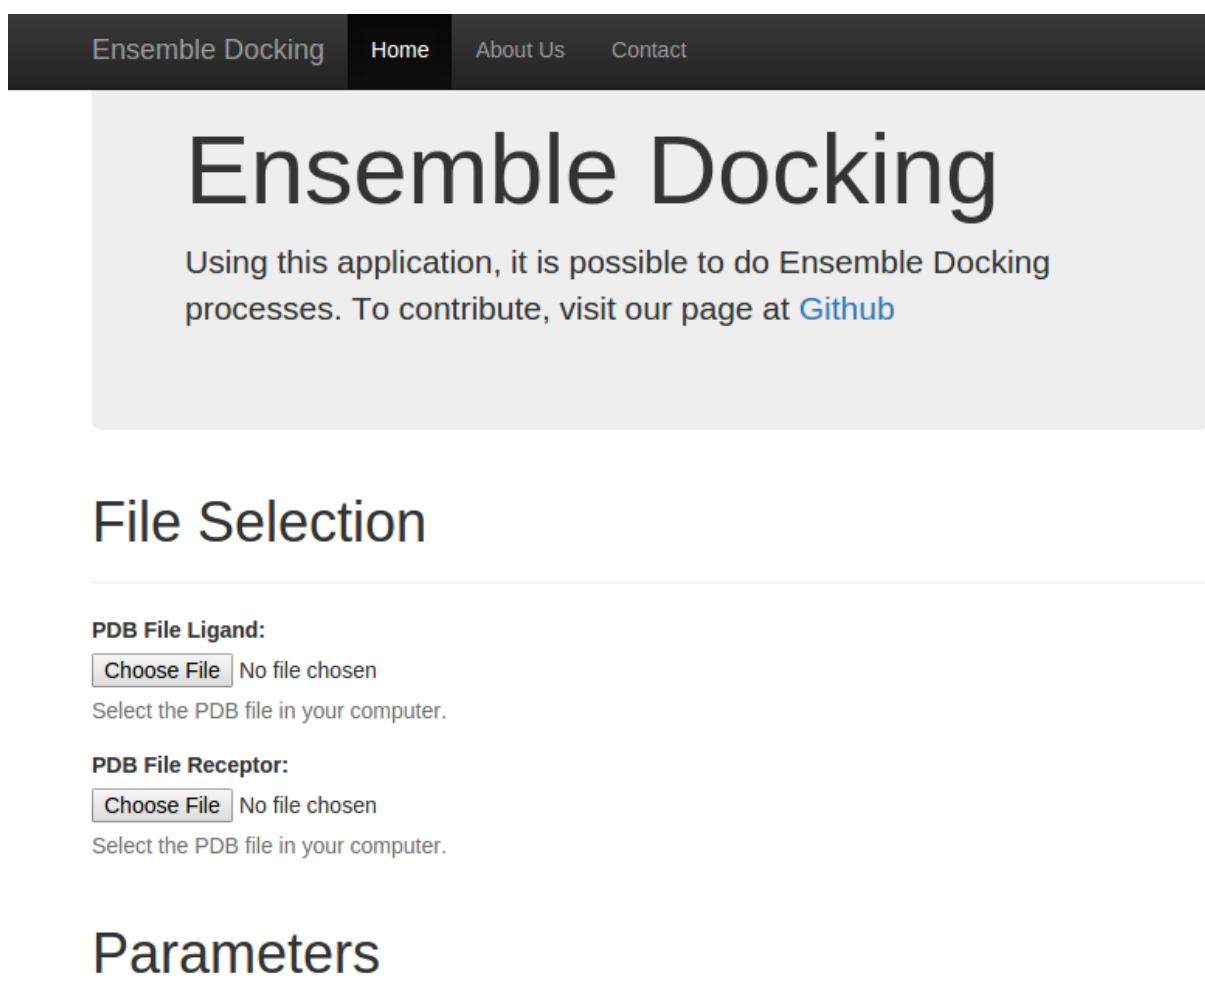 Ensemble Docking Home About Us Contact
Ensemble Docking
Using this application, it is possible to do Ensemble Docking
processes. To contribute, visit our page at Github
File Selection
PDB File Ligand:
Choose File No file chosen
Select the PDB file in your computer.
PDB File Receptor:
Choose File No file chosen
Select the PDB file in your computer.
Parameters